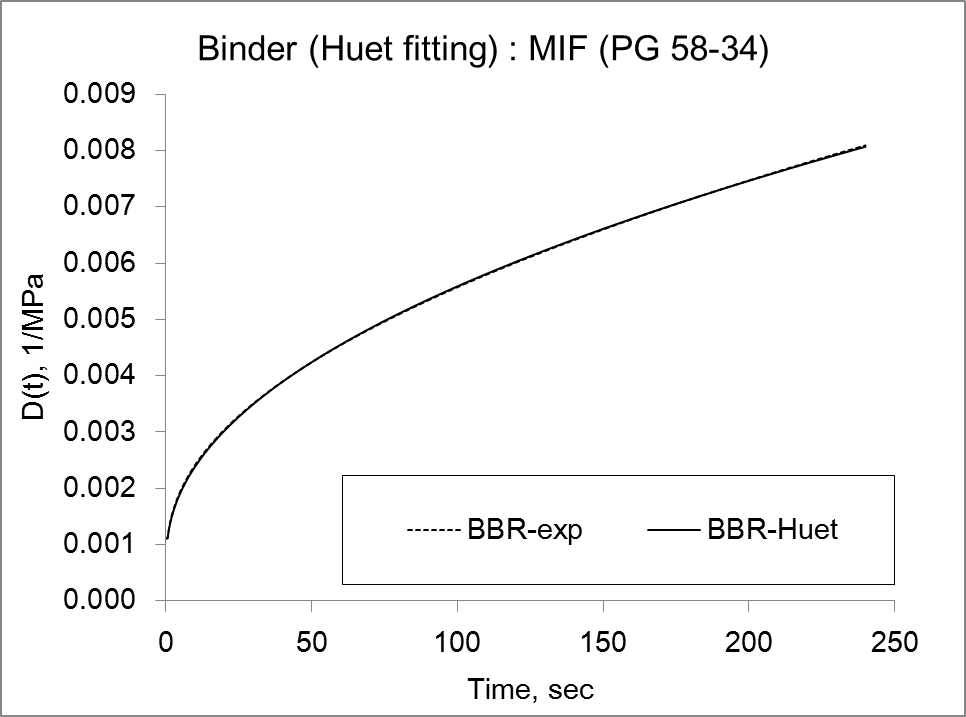 Binder (Huet fitting) : MIF (PG 58-34)
0.009
0.008
0.007
0.006
0.005
0.004
0.003
0.002
0.001
0.000
D(t), 1/MPa
BBR-exp BBR-Huet
0 50 100 150 200 250
Time, sec